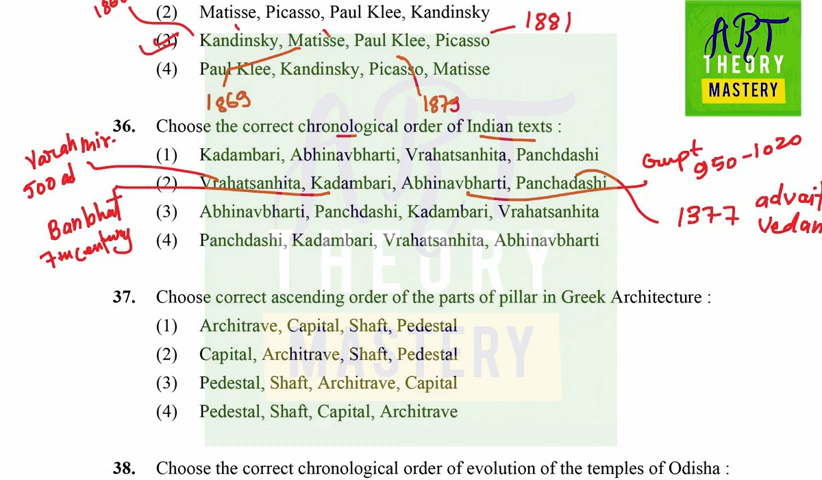 (2) Matisse, Picasso, Paul Klee, Kandinsky
1881
(3) Kandinsky, Matisse, Paul Klee, Picasso
(4) Paul Klee, Kandinsky, Picasso, Matisse
1869
1879
ART
THEORY
MASTERY
36. Choose the correct chronological order of Indian texts :
Varahmir.
500 ad
(1) Kadambari, Abhinavbharti, Vrahatsanhita, Panchdashi
Gupt
950-1020
(2) Vrahatsanhita, Kadambari, Abhinavbharti, Panchadashi
Banbhat
7th century
(3) Abhinavbharti, Panchdashi, Kadambari, Vrahatsanhita
1377
advait
Vedan
(4) Panchdashi, Kadambari, Vrahatsanhita, Abhinavbharti
THEORY
MASTERY
37. Choose correct ascending order of the parts of pillar in Greek Architecture :
(1) Architrave, Capital, Shaft, Pedestal
(2) Capital, Architrave, Shaft, Pedestal
(3) Pedestal, Shaft, Architrave, Capital
(4) Pedestal, Shaft, Capital, Architrave
38. Choose the correct chronological order of evolution of the temples of Odisha :